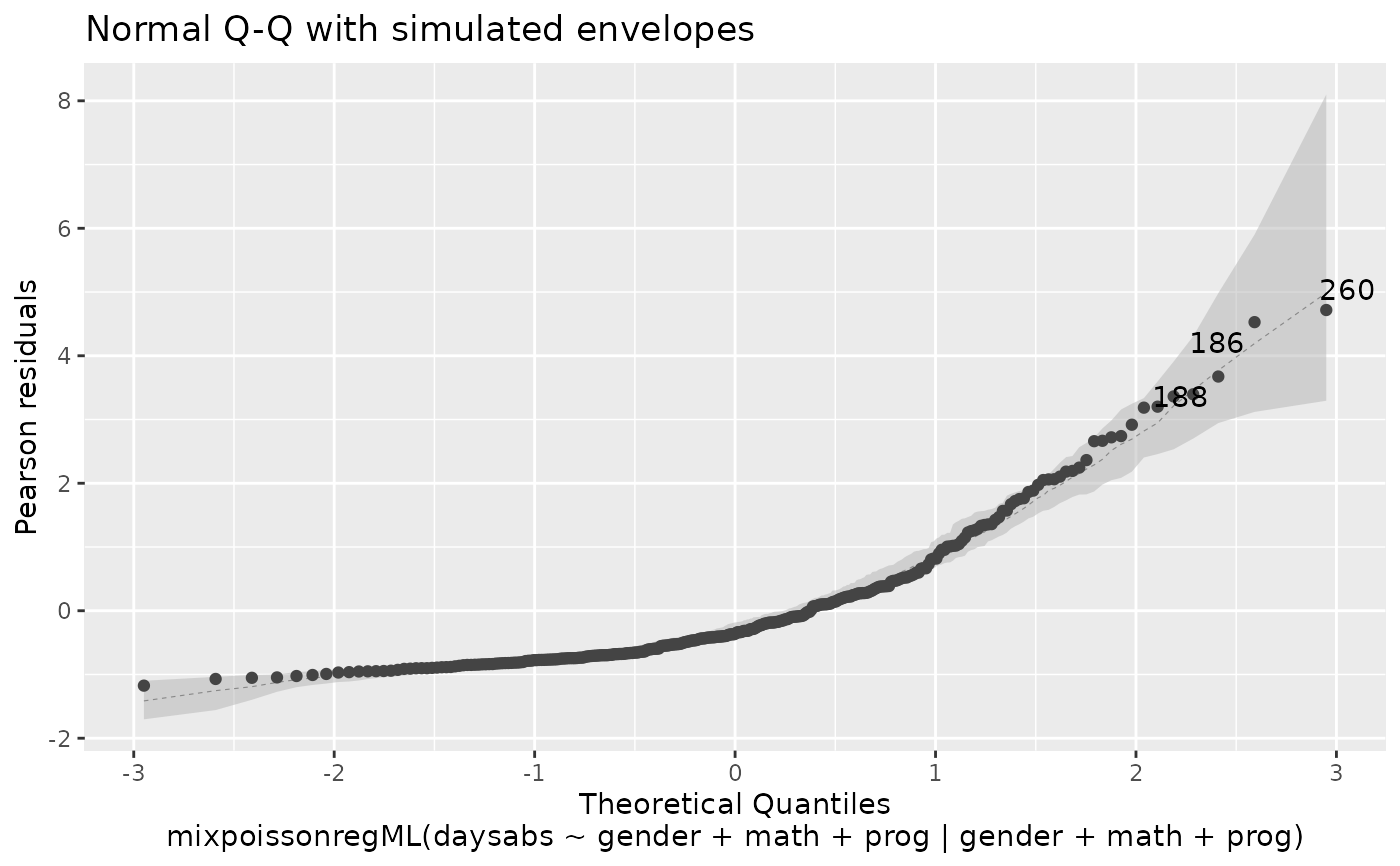 Normal Q-Q with simulated envelopes
8
6
4
2
0
-2
Pearson residuals
260
186
188
-3 -2 -1 0 1 2 3
Theoretical Quantiles
mixpoissonregML(daysabs ~ gender + math + prog | gender + math + prog)